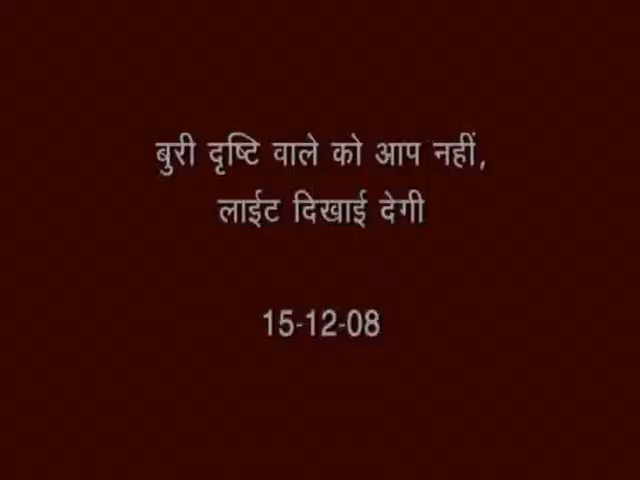 बुरी दृष्टि वाले को आप नहीं,
लाईट दिखाई देगी
15-12-08